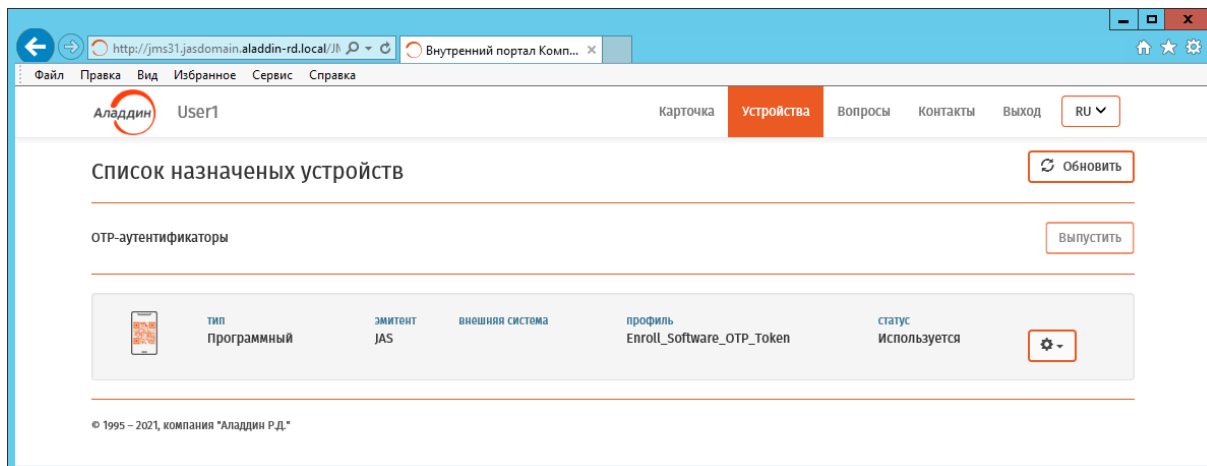 http://jms31.jasdomain.aladdin-rd.local/
Внутренний портал Комп...
Файл Правка Вид Избранное Сервис Справка
Аладдин User1 Карточка Устройства Вопросы Контакты Выход RU
Список назначеных устройств Обновить
OTP-аутентификаторы Выпустить
тип эмитент внешняя система профиль статус
Программный JAS Enroll_Software_OTP_Token Используется
© 1995 – 2021, компания "Аладдин Р.Д."